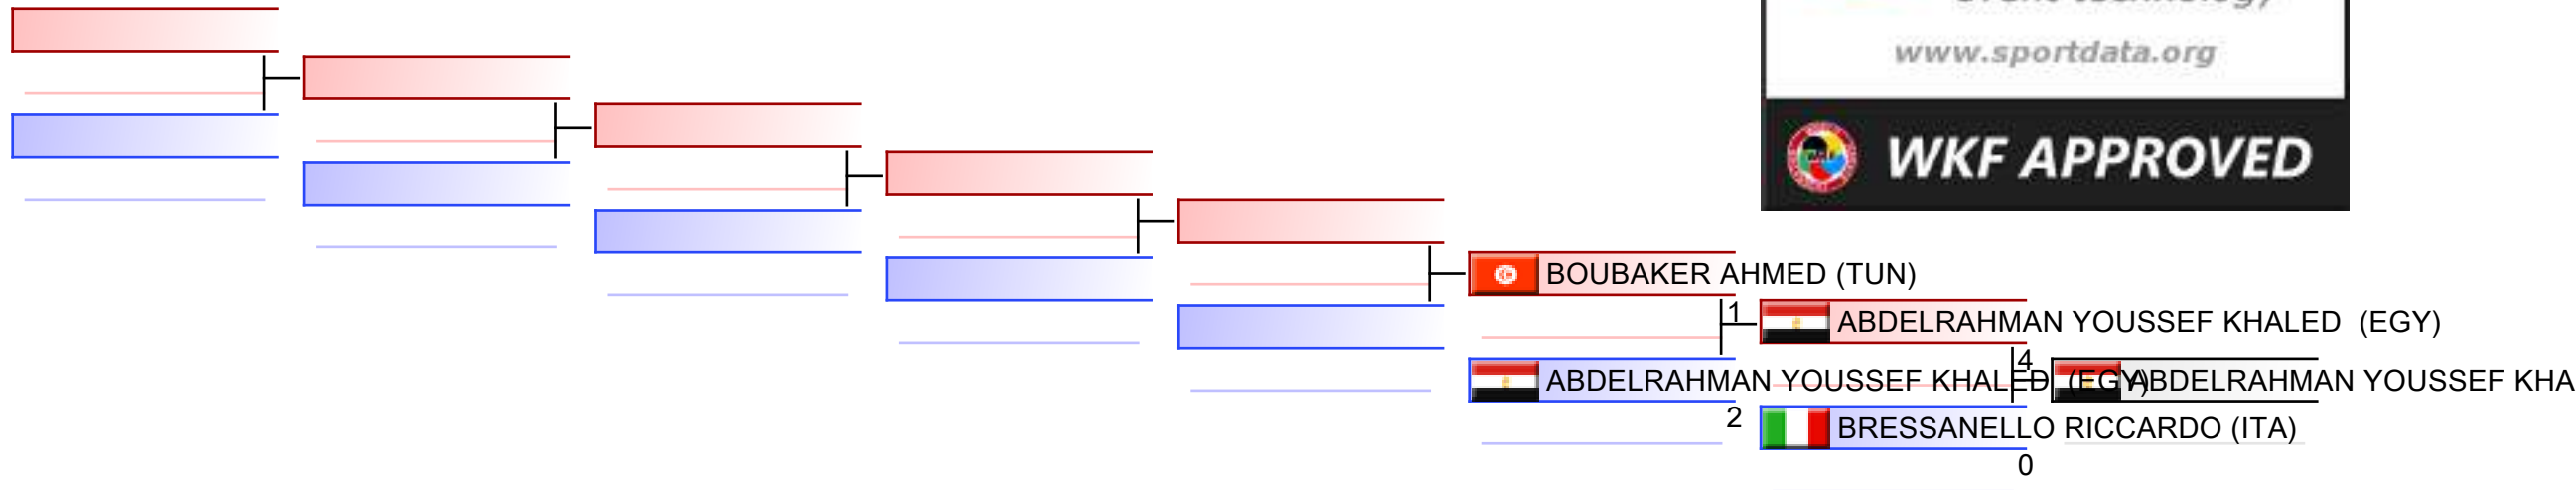 www.sportdata.org
WKF APPROVED
BOUBAKER AHMED (TUN)
1
ABDELRAHMAN YOUSSEF KHALED (EGY)
4
ABDELRAHMAN YOUSSEF KHALED (EGY)
ABDELRAHMAN YOUSSEF KHA
2
BRESSANELLO RICCARDO (ITA)
0